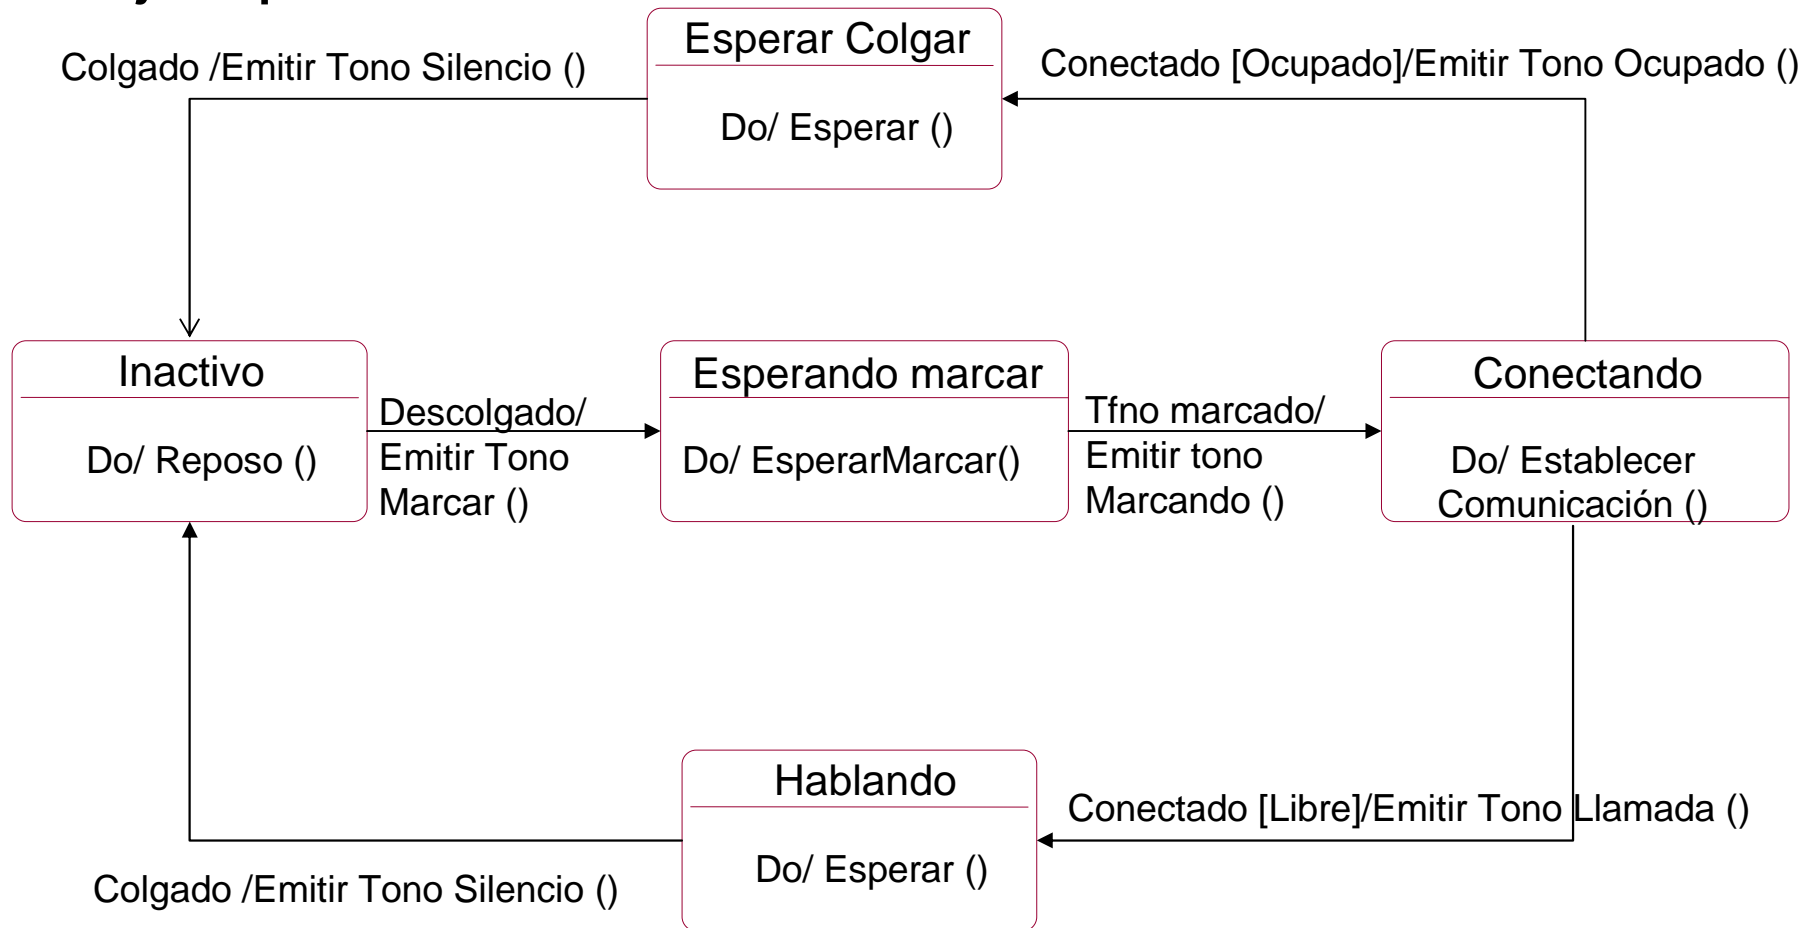 Esperar Colgar
Colgado /Emitir Tono Silencio ()
Conectado [Ocupado]/Emitir Tono Ocupado ()
Do/ Esperar ()
Inactivo
Do/ Reposo ()
Descolgado/
Emitir Tono
Marcar ()
Esperando marcar
Do/ EsperarMarcar()
Tfno marcado/
Emitir tono
Marcando ()
Conectando
Do/ Establecer
Comunicación ()
Hablando
Do/ Esperar ()
Conectado [Libre]/Emitir Tono Llamada ()
Colgado /Emitir Tono Silencio ()